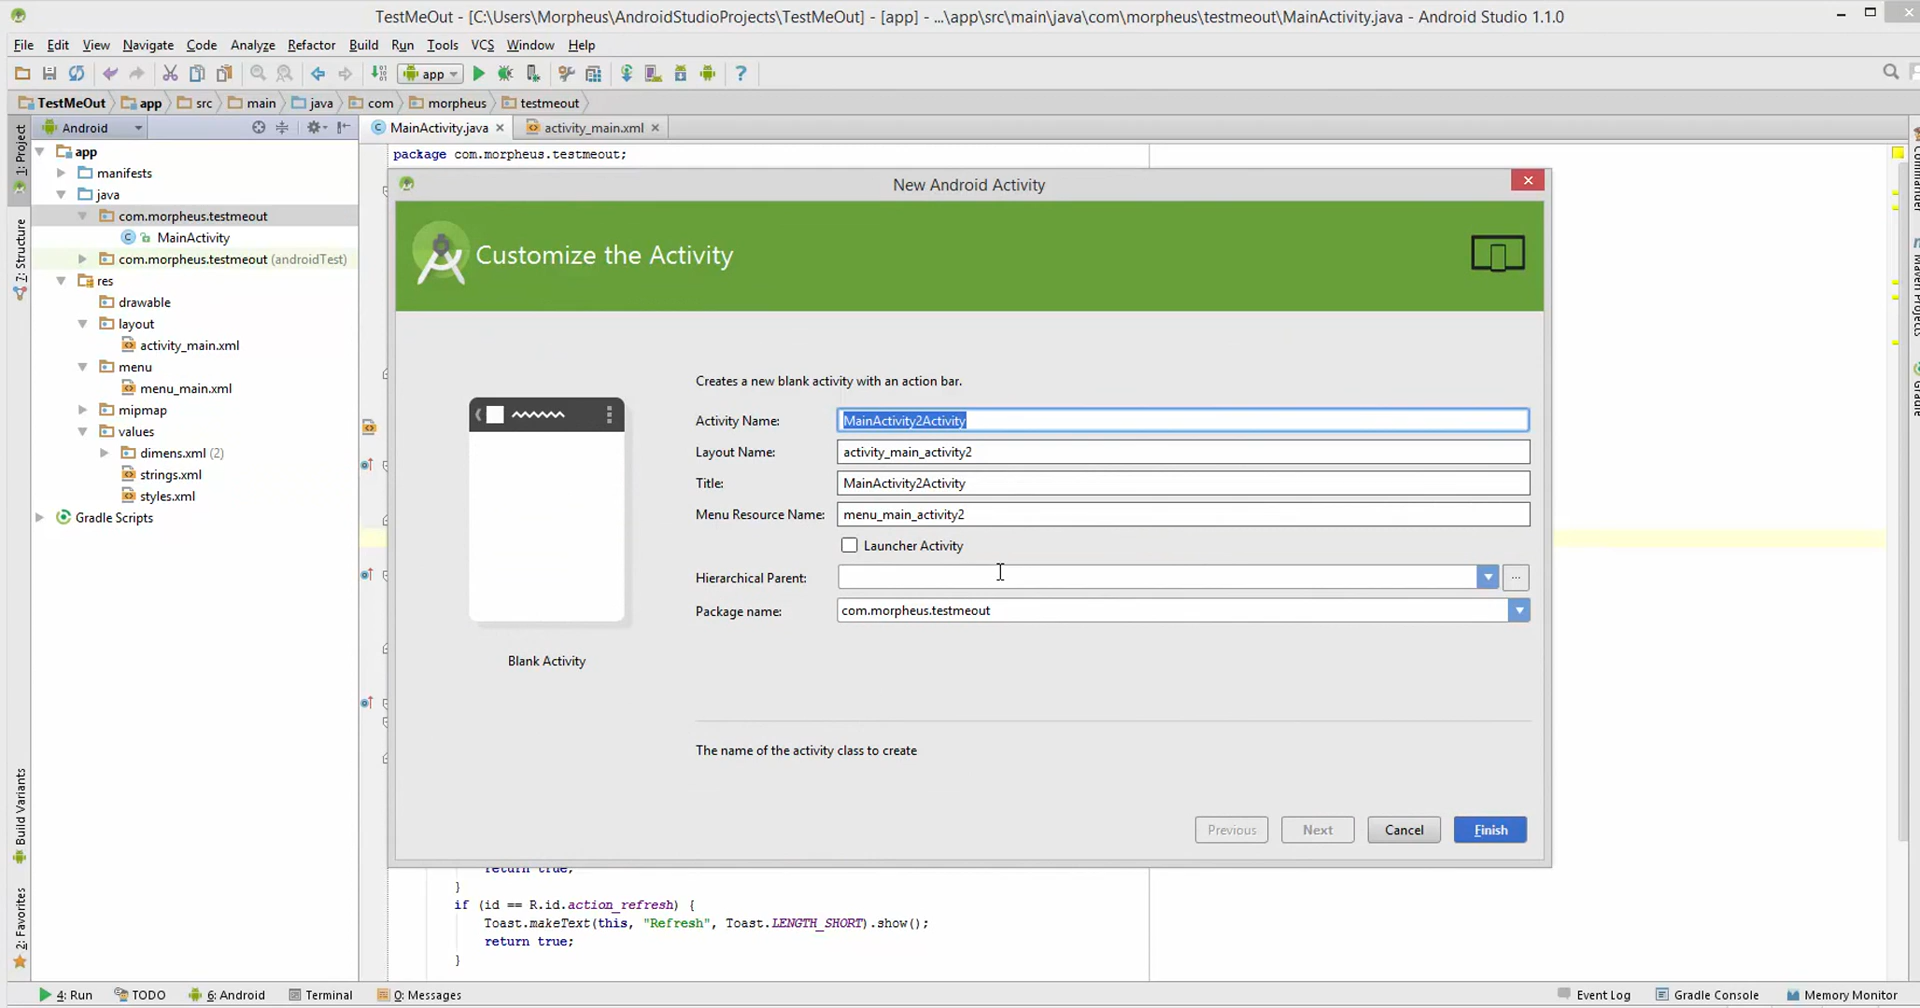 TestMeOut - [C:\Users\Morpheus\AndroidStudioProjects\TestMeOut] - [app] - ...\app\src\main\java\com\morpheus\testmeout\MainActivity.java - Android Studio 1.1.0
File Edit View Navigate Code Analyze Refactor Build Run Tools VCS Window Help
app
TestMeOut app src main java com morpheus testmeout
1: Project
7: Structure
Build Variants
2: Favorites
Android
app
manifests
java
com.morpheus.testmeout
MainActivity
com.morpheus.testmeout (androidTest)
res
drawable
layout
activity_main.xml
menu
menu_main.xml
mipmap
values
dimens.xml (2)
strings.xml
styles.xml
Gradle Scripts
MainActivity.java activity_main.xml
package com.morpheus.testmeout;
New Android Activity
Customize the Activity
Creates a new blank activity with an action bar.
Activity Name: MainActivity2Activity
Layout Name: activity_main_activity2
Title: MainActivity2Activity
Menu Resource Name: menu_main_activity2
Launcher Activity
Hierarchical Parent: ...
Package name: com.morpheus.testmeout
Blank Activity
The name of the activity class to create
Previous Next Cancel Finish
return true;
}
if (id == R.id.action_refresh) {
Toast.makeText(this, "Refresh", Toast.LENGTH_SHORT).show();
return true;
}
Commander
Maven Projects
Gradle
4: Run TODO 6: Android Terminal 0: Messages
Event Log Gradle Console Memory Monitor